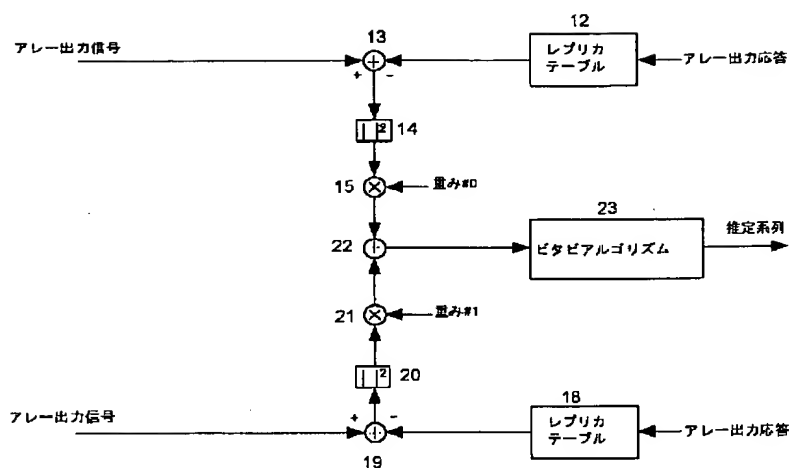 12
13
アレー出力信号
レプリカ
テーブル
アレー出力応答
+ -
| |2 14
15
重み#0
23
推定系列
22
ビタビアルゴリズム
21
重み#1
| |2 20
18
アレー出力信号
+ -
レプリカ
テーブル
アレー出力応答
19